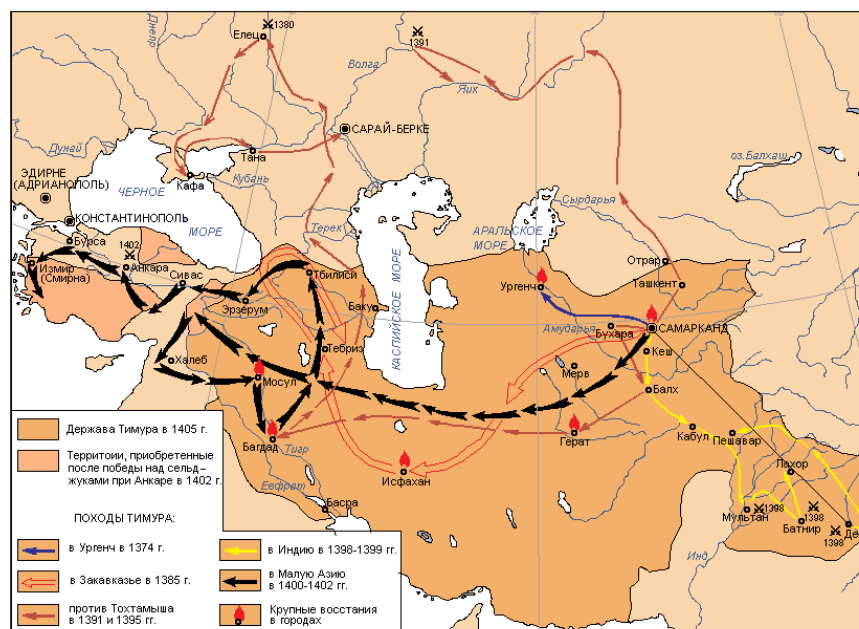 1380
Днепр
Елец
1391
Волга
Яик
САРАЙ-БЕРКЕ
Дунай
Тана
оз.Балхаш
ЭДИРНЕ
(АДРИАНОПОЛЬ)
Кафа
Кубань
ЧЕРНОЕ
МОРЕ
Сырдарья
КОНСТАНТИНОПОЛЬ
Терек
АРАЛЬСКОЕ
МОРЕ
Бурса
1402
Отрар
Измир
(Смирна)
Анкара
Сивас
Тбилиси
КАСПИЙСКОЕ МОРЕ
Ургенч
Ташкент
Эрзерум
Баку
Амударья
Бухара
САМАРКАНД
Тебриз
Кеш
Халеб
Мосул
Мерв
Балх
Багдад
Тигр
Герат
Кабул
Пешавар
Исфахан
Лахор
Евфрат
Басра
Мультан
1398
Батнир
1398
1398
Де
Инд
Держава Тимура в 1405 г.
Территоии, приобретенные
после победы над сельд-
жуками при Анкаре в 1402 г.
ПОХОДЫ ТИМУРА:
в Ургенч в 1374 г.
в Закавказье в 1385 г.
против Тохтамыша
в 1391 и 1395 гг.
в Индию в 1398-1399 гг.
в Малую Азию
в 1400-1402 гг.
Крупные восстания
в городах